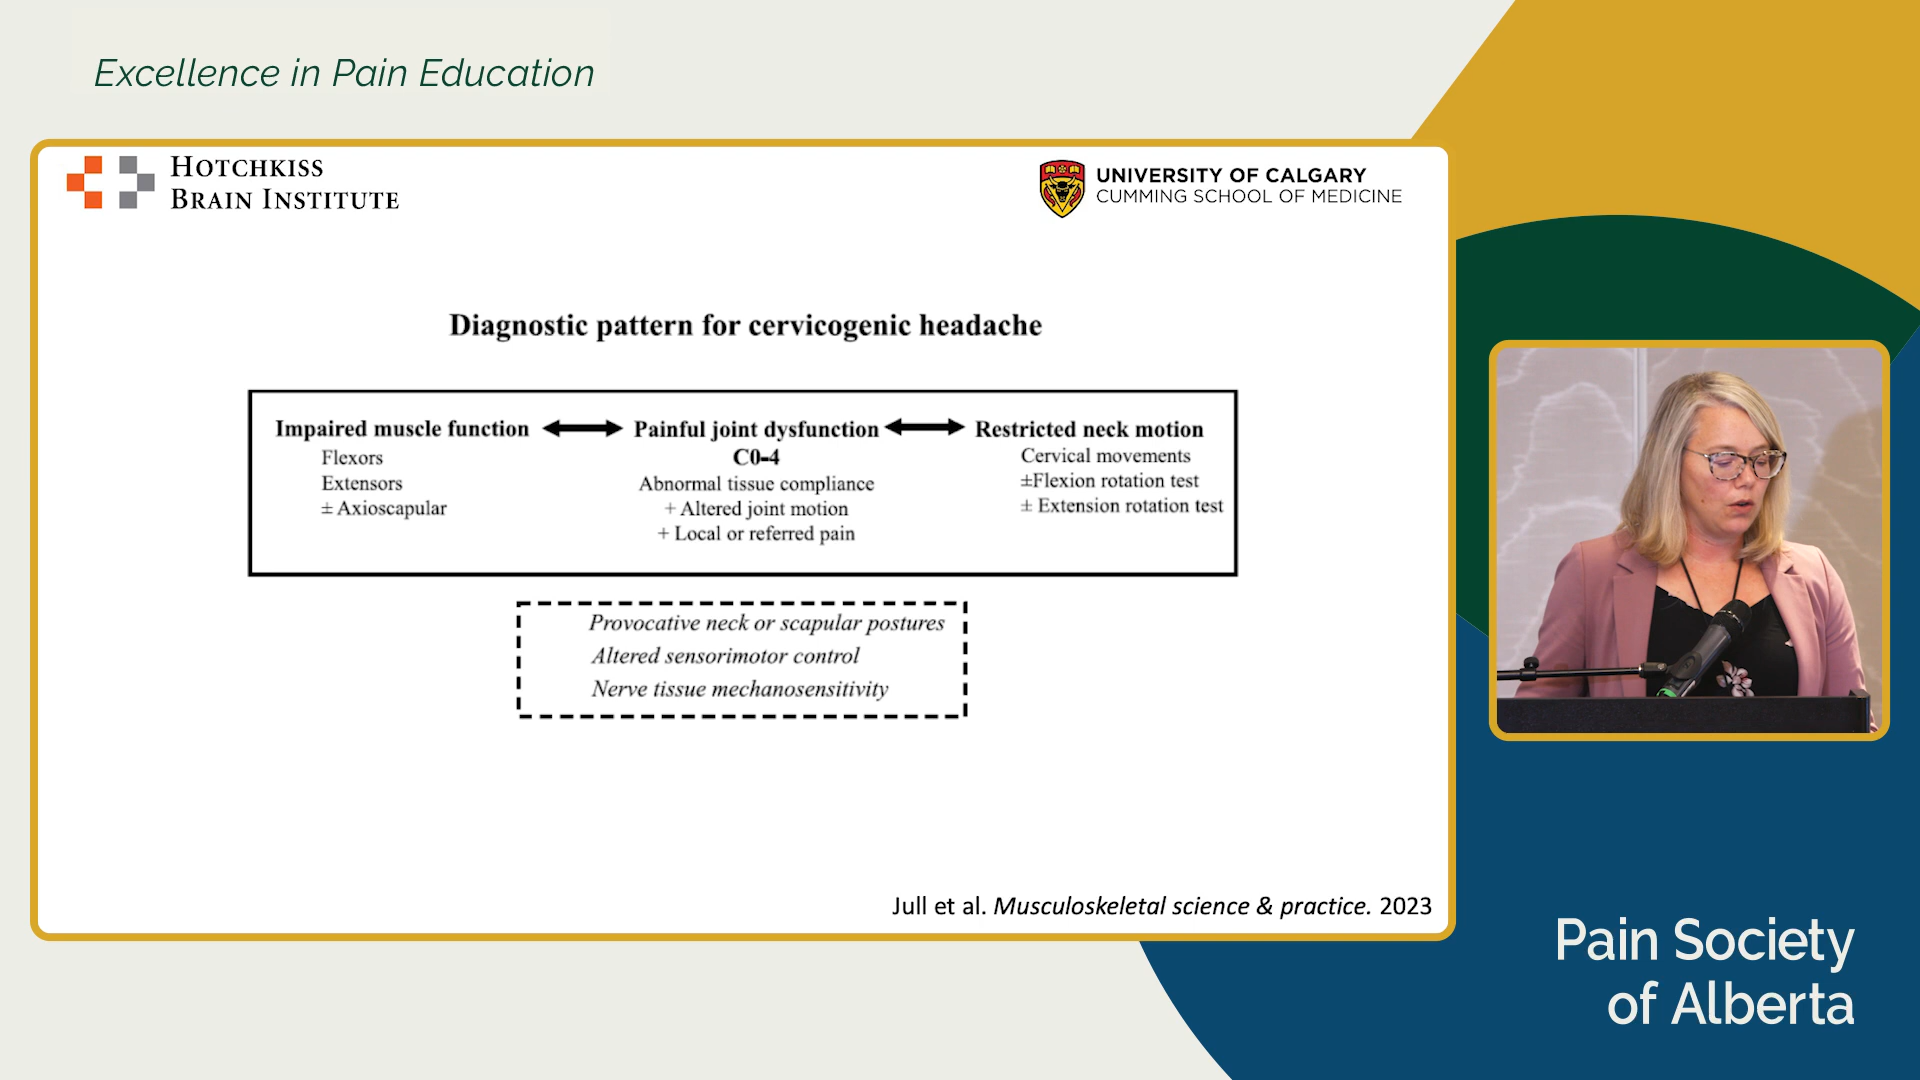 Excellence in Pain Education
HOTCHKISS
BRAIN INSTITUTE
UNIVERSITY OF CALGARY
CUMMING SCHOOL OF MEDICINE
Diagnostic pattern for cervicogenic headache
Impaired muscle function
Flexors
Extensors
± Axioscapular
Painful joint dysfunction
C0-4
Abnormal tissue compliance
+ Altered joint motion
+ Local or referred pain
Restricted neck motion
Cervical movements
±Flexion rotation test
± Extension rotation test
Provocative neck or scapular postures
Altered sensorimotor control
Nerve tissue mechanosensitivity
Jull et al. Musculoskeletal science & practice. 2023
Pain Society
of Alberta